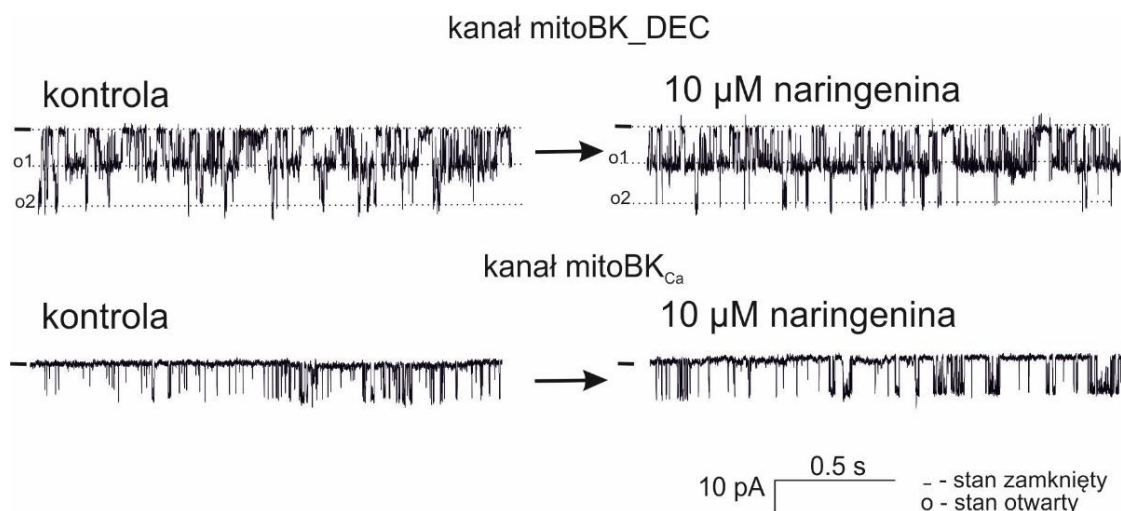 kanał mitoBK_DEC
kontrola
10 µM naringenina
o1
o2
o1
o2
kanał mitoBK_Ca
kontrola
10 µM naringenina
0.5 s
10 pA
– - stan zamknięty
o - stan otwarty